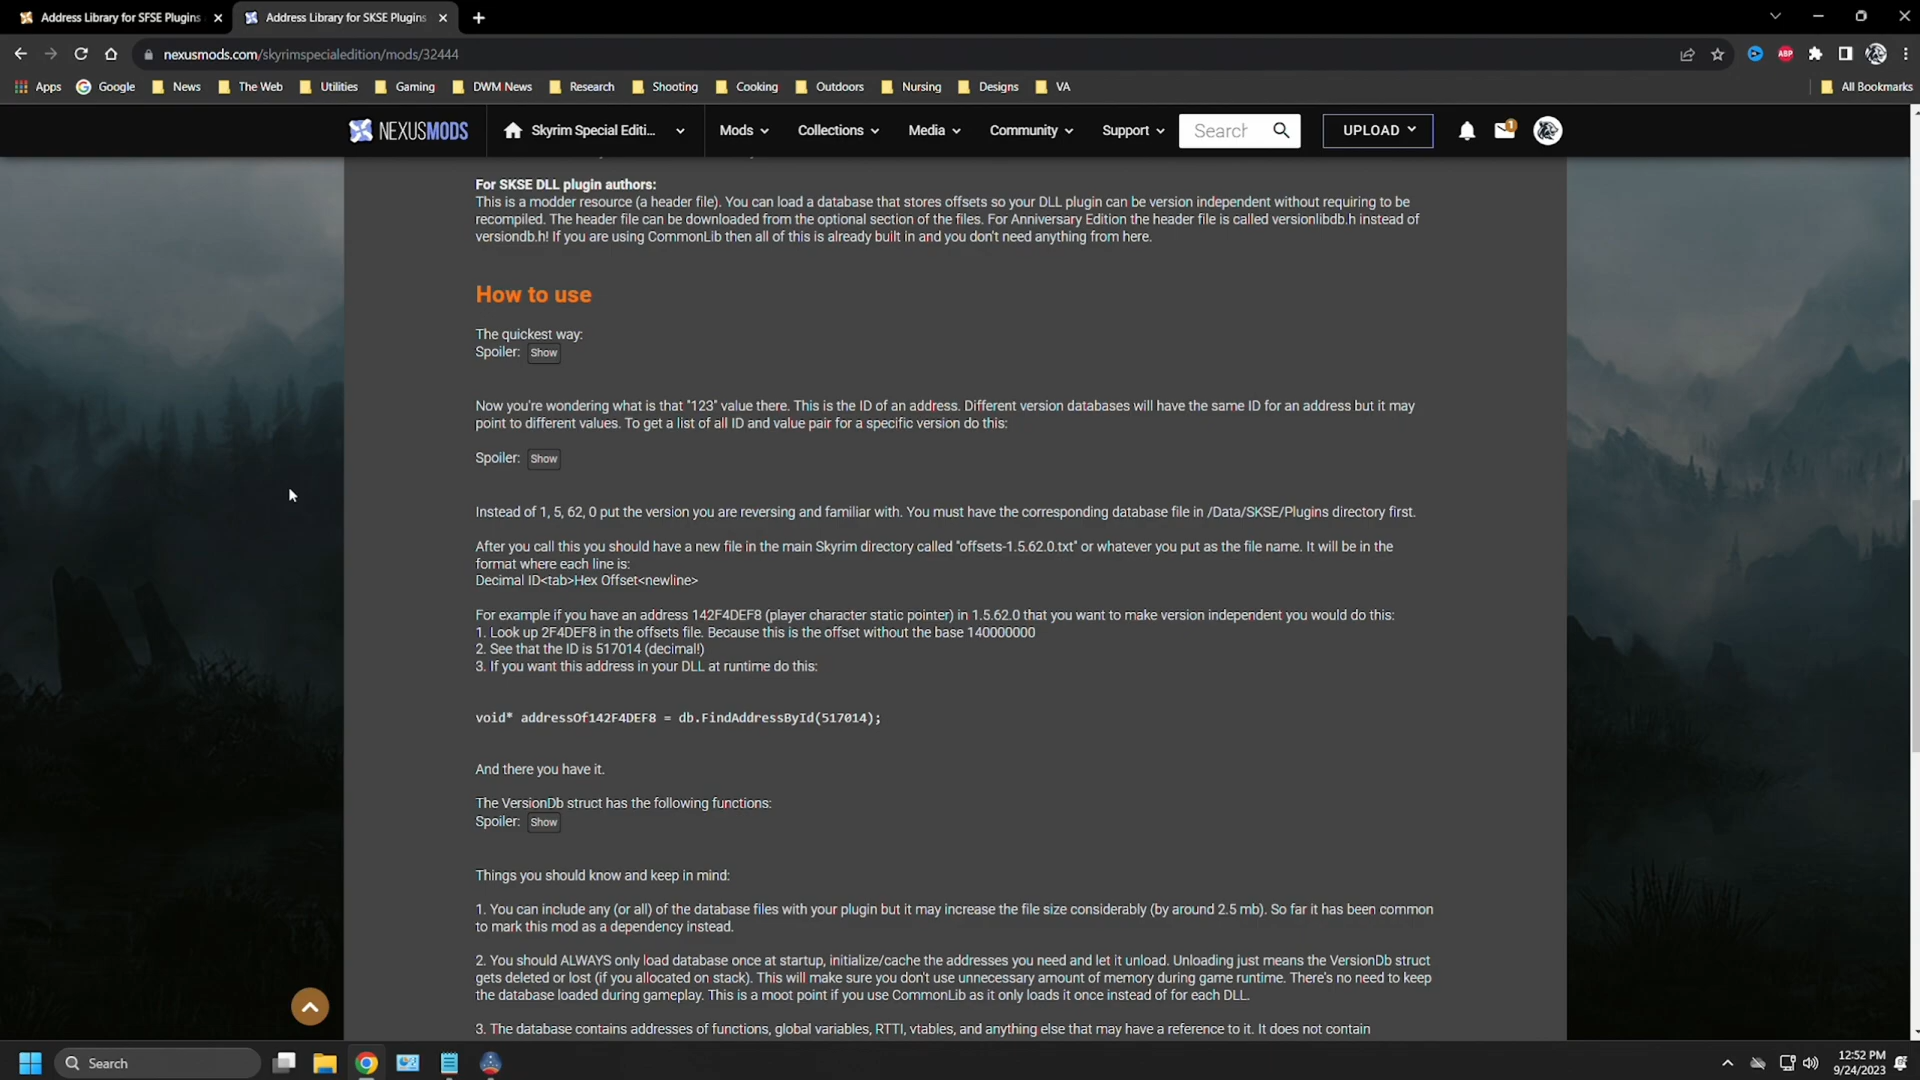 Address Library for SFSE Plugins
Address Library for SKSE Plugins
nexusmods.com/skyrimspecialedition/mods/32444
ABP
Apps
Google
News
The Web
Utilities
Gaming
DWM News
Research
Shooting
Cooking
Outdoors
Nursing
Designs
VA
All Bookmarks
NEXUSMODS
Skyrim Special Editi...
Mods
Collections
Media
Community
Support
Search
UPLOAD
1
For SKSE DLL plugin authors:
This is a modder resource (a header file). You can load a database that stores offsets so your DLL plugin can be version independent without requiring to be
recompiled. The header file can be downloaded from the optional section of the files. For Anniversary Edition the header file is called versionlibdb.h instead of
versiondb.h! If you are using CommonLib then all of this is already built in and you don't need anything from here.
How to use
The quickest way:
Spoiler: Show
Now you're wondering what is that "123" value there. This is the ID of an address. Different version databases will have the same ID for an address but it may
point to different values. To get a list of all ID and value pair for a specific version do this:
Spoiler: Show
Instead of 1, 5, 62, 0 put the version you are reversing and familiar with. You must have the corresponding database file in /Data/SKSE/Plugins directory first.
After you call this you should have a new file in the main Skyrim directory called "offsets-1.5.62.0.txt" or whatever you put as the file name. It will be in the
format where each line is:
Decimal ID<tab>Hex Offset<newline>
For example if you have an address 142F4DEF8 (player character static pointer) in 1.5.62.0 that you want to make version independent you would do this:
1. Look up 2F4DEF8 in the offsets file. Because this is the offset without the base 140000000
2. See that the ID is 517014 (decimal!)
3. If you want this address in your DLL at runtime do this:
void* addressOf142F4DEF8 = db.FindAddressById(517014);
And there you have it.
The VersionDb struct has the following functions:
Spoiler: Show
Things you should know and keep in mind:
1. You can include any (or all) of the database files with your plugin but it may increase the file size considerably (by around 2.5 mb). So far it has been common
to mark this mod as a dependency instead.
2. You should ALWAYS only load database once at startup, initialize/cache the addresses you need and let it unload. Unloading just means the VersionDb struct
gets deleted or lost (if you allocated on stack). This will make sure you don't use unnecessary amount of memory during game runtime. There's no need to keep
the database loaded during gameplay. This is a moot point if you use CommonLib as it only loads it once instead of for each DLL.
3. The database contains addresses of functions, global variables, RTTI, vtables, and anything else that may have a reference to it. It does not contain
Search
12:52 PM
9/24/2023